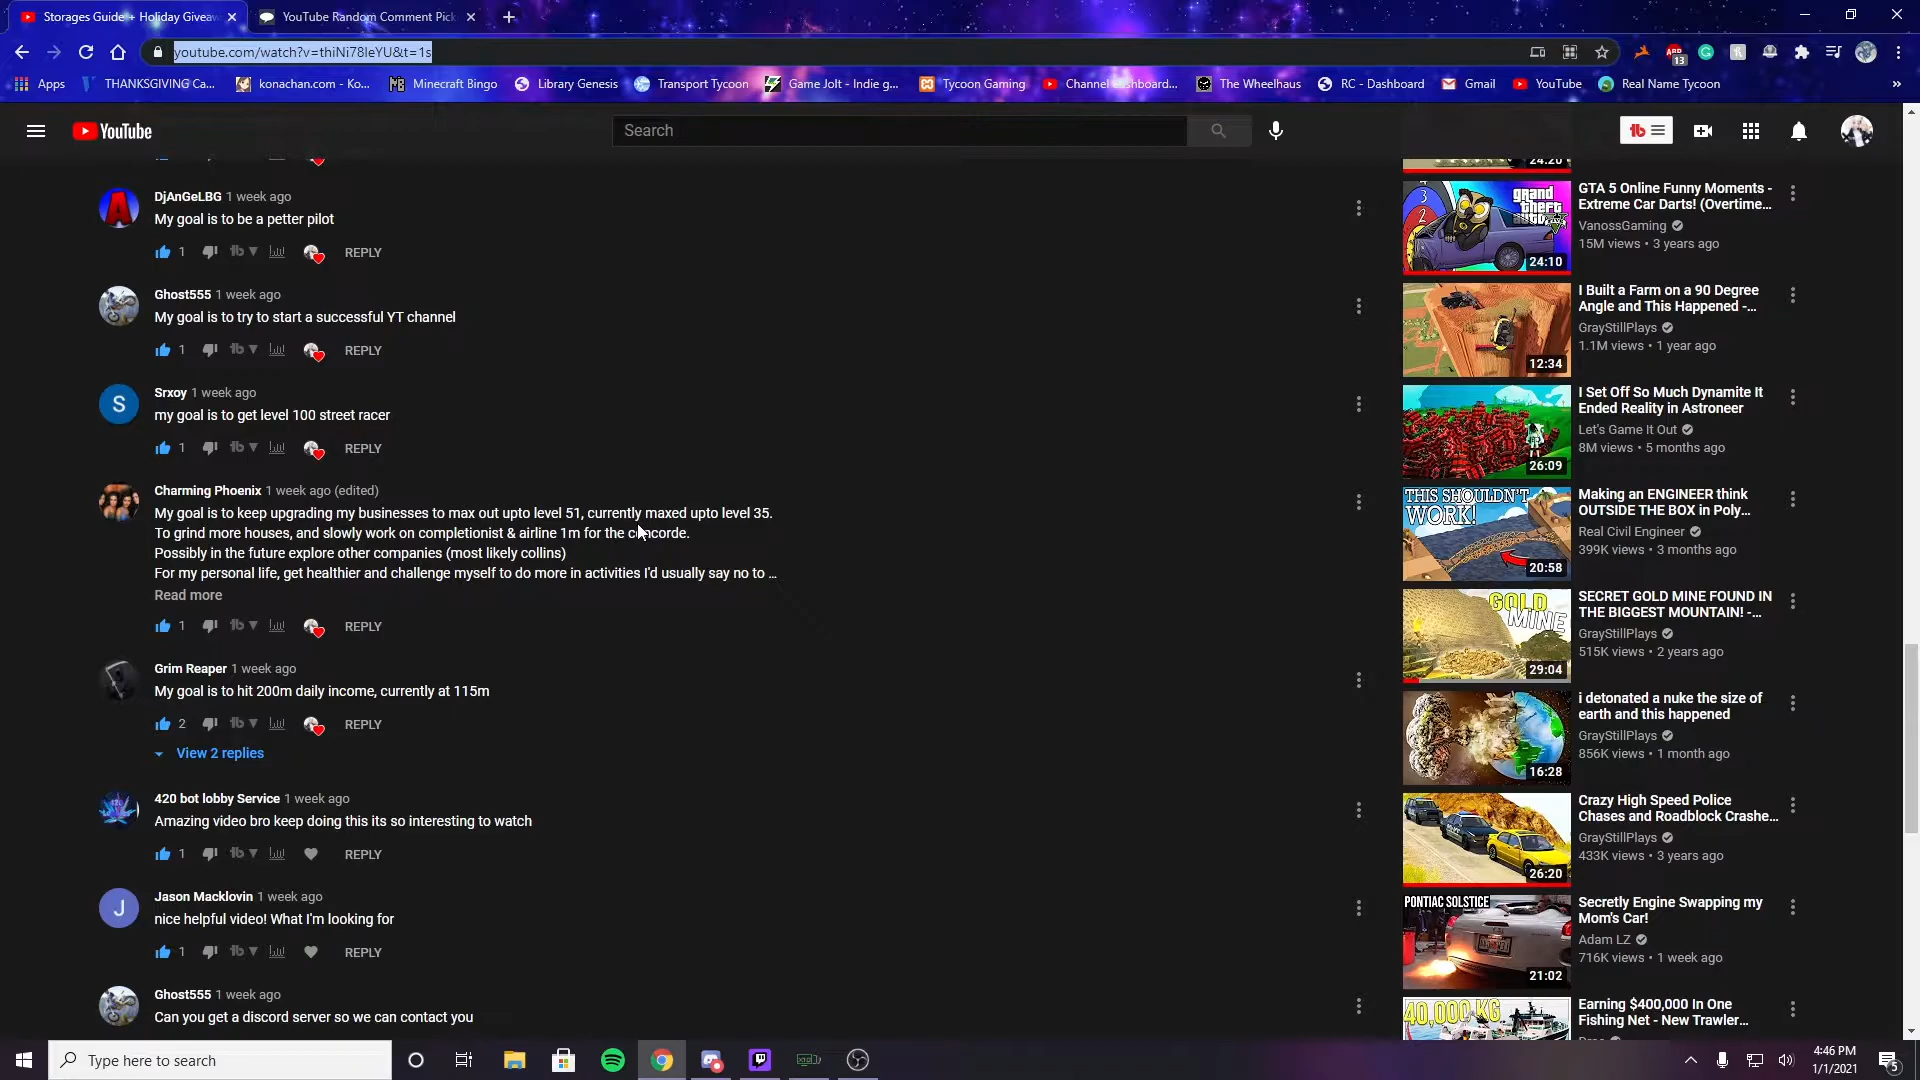 Storages Guide + Holiday Giveaw
YouTube Random Comment Pick
youtube.com/watch?v=thiNi78IeYU&t=1s
13
Apps
THANKSGIVING Ca...
konachan.com - Ko...
Minecraft Bingo
Library Genesis
Transport Tycoon
Game Jolt - Indie g...
Tycoon Gaming
Channel
shboard...
The Wheelhaus
RC - Dashboard
Gmail
YouTube
Real Name Tycoon
YouTube
Search
24:20
DjAnGeLBG 1 week ago
My goal is to be a petter pilot
1
REPLY
Ghost555 1 week ago
My goal is to try to start a successful YT channel
1
REPLY
Srxoy 1 week ago
my goal is to get level 100 street racer
1
REPLY
Charming Phoenix 1 week ago (edited)
My goal is to keep upgrading my businesses to max out upto level 51, currently maxed upto level 35.
To grind more houses, and slowly work on completionist & airline 1m for the concorde.
Possibly in the future explore other companies (most likely collins)
For my personal life, get healthier and challenge myself to do more in activities I'd usually say no to ...
Read more
1
REPLY
Grim Reaper 1 week ago
My goal is to hit 200m daily income, currently at 115m
2
REPLY
View 2 replies
420 bot lobby Service 1 week ago
Amazing video bro keep doing this its so interesting to watch
1
REPLY
Jason Macklovin 1 week ago
nice helpful video! What I'm looking for
1
REPLY
Ghost555 1 week ago
Can you get a discord server so we can contact you
GTA 5 Online Funny Moments -
Extreme Car Darts! (Overtime...
VanossGaming
15M views • 3 years ago
grand
theft
auto
24:10
I Built a Farm on a 90 Degree
Angle and This Happened -...
GrayStillPlays
1.1M views • 1 year ago
12:34
I Set Off So Much Dynamite It
Ended Reality in Astroneer
Let's Game It Out
8M views • 5 months ago
26:09
THIS SHOULDN'T
WORK!
Making an ENGINEER think
OUTSIDE THE BOX in Poly...
Real Civil Engineer
399K views • 3 months ago
20:58
GOLD
MINE
SECRET GOLD MINE FOUND IN
THE BIGGEST MOUNTAIN! -...
GrayStillPlays
515K views • 2 years ago
29:04
i detonated a nuke the size of
earth and this happened
GrayStillPlays
856K views • 1 month ago
16:28
Crazy High Speed Police
Chases and Roadblock Crashe...
GrayStillPlays
433K views • 3 years ago
26:20
PONTIAC SOLSTICE
Secretly Engine Swapping my
Mom's Car!
Adam LZ
716K views • 1 week ago
21:02
40,000 KG
Earning $400,000 In One
Fishing Net - New Trawler...
Type here to search
4:46 PM
1/1/2021
5